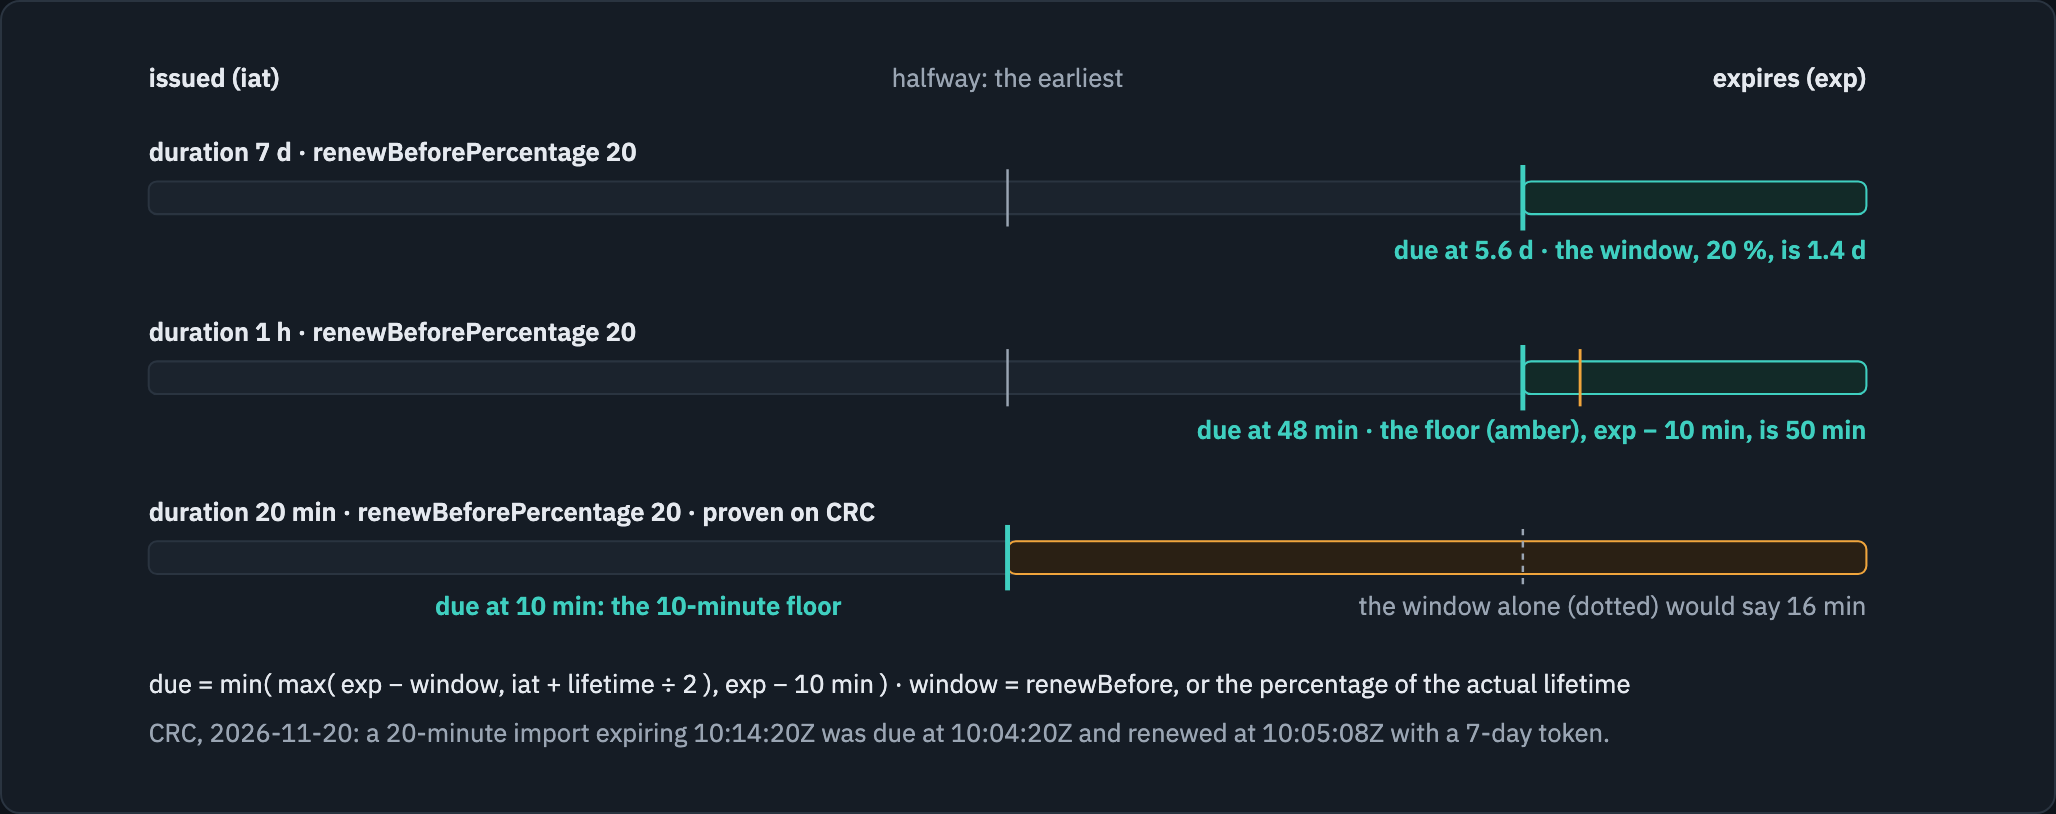 issued (iat)
halfway: the earliest
expires (exp)
duration 7 d · renewBeforePercentage 20
due at 5.6 d · the window, 20 %, is 1.4 d
duration 1 h · renewBeforePercentage 20
due at 48 min · the floor (amber), exp − 10 min, is 50 min
duration 20 min · renewBeforePercentage 20 · proven on CRC
due at 10 min: the 10-minute floor
the window alone (dotted) would say 16 min
due = min( max( exp − window, iat + lifetime ÷ 2 ), exp − 10 min ) · window = renewBefore, or the percentage of the actual lifetime
CRC, 2026-11-20: a 20-minute import expiring 10:14:20Z was due at 10:04:20Z and renewed at 10:05:08Z with a 7-day token.